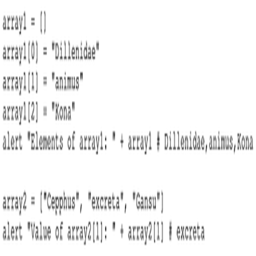 array1 = []
array1[0] = "Dillenidae"
array1[1] = "animus"
array1[2] = "Kona"
alert "Elements of array1: " + array1 # Dillenidae,animus,Kona
array2 = ["Cepphus", "excreta", "Gansu"]
alert "Value of array2[1]: " + array2[1] # excreta